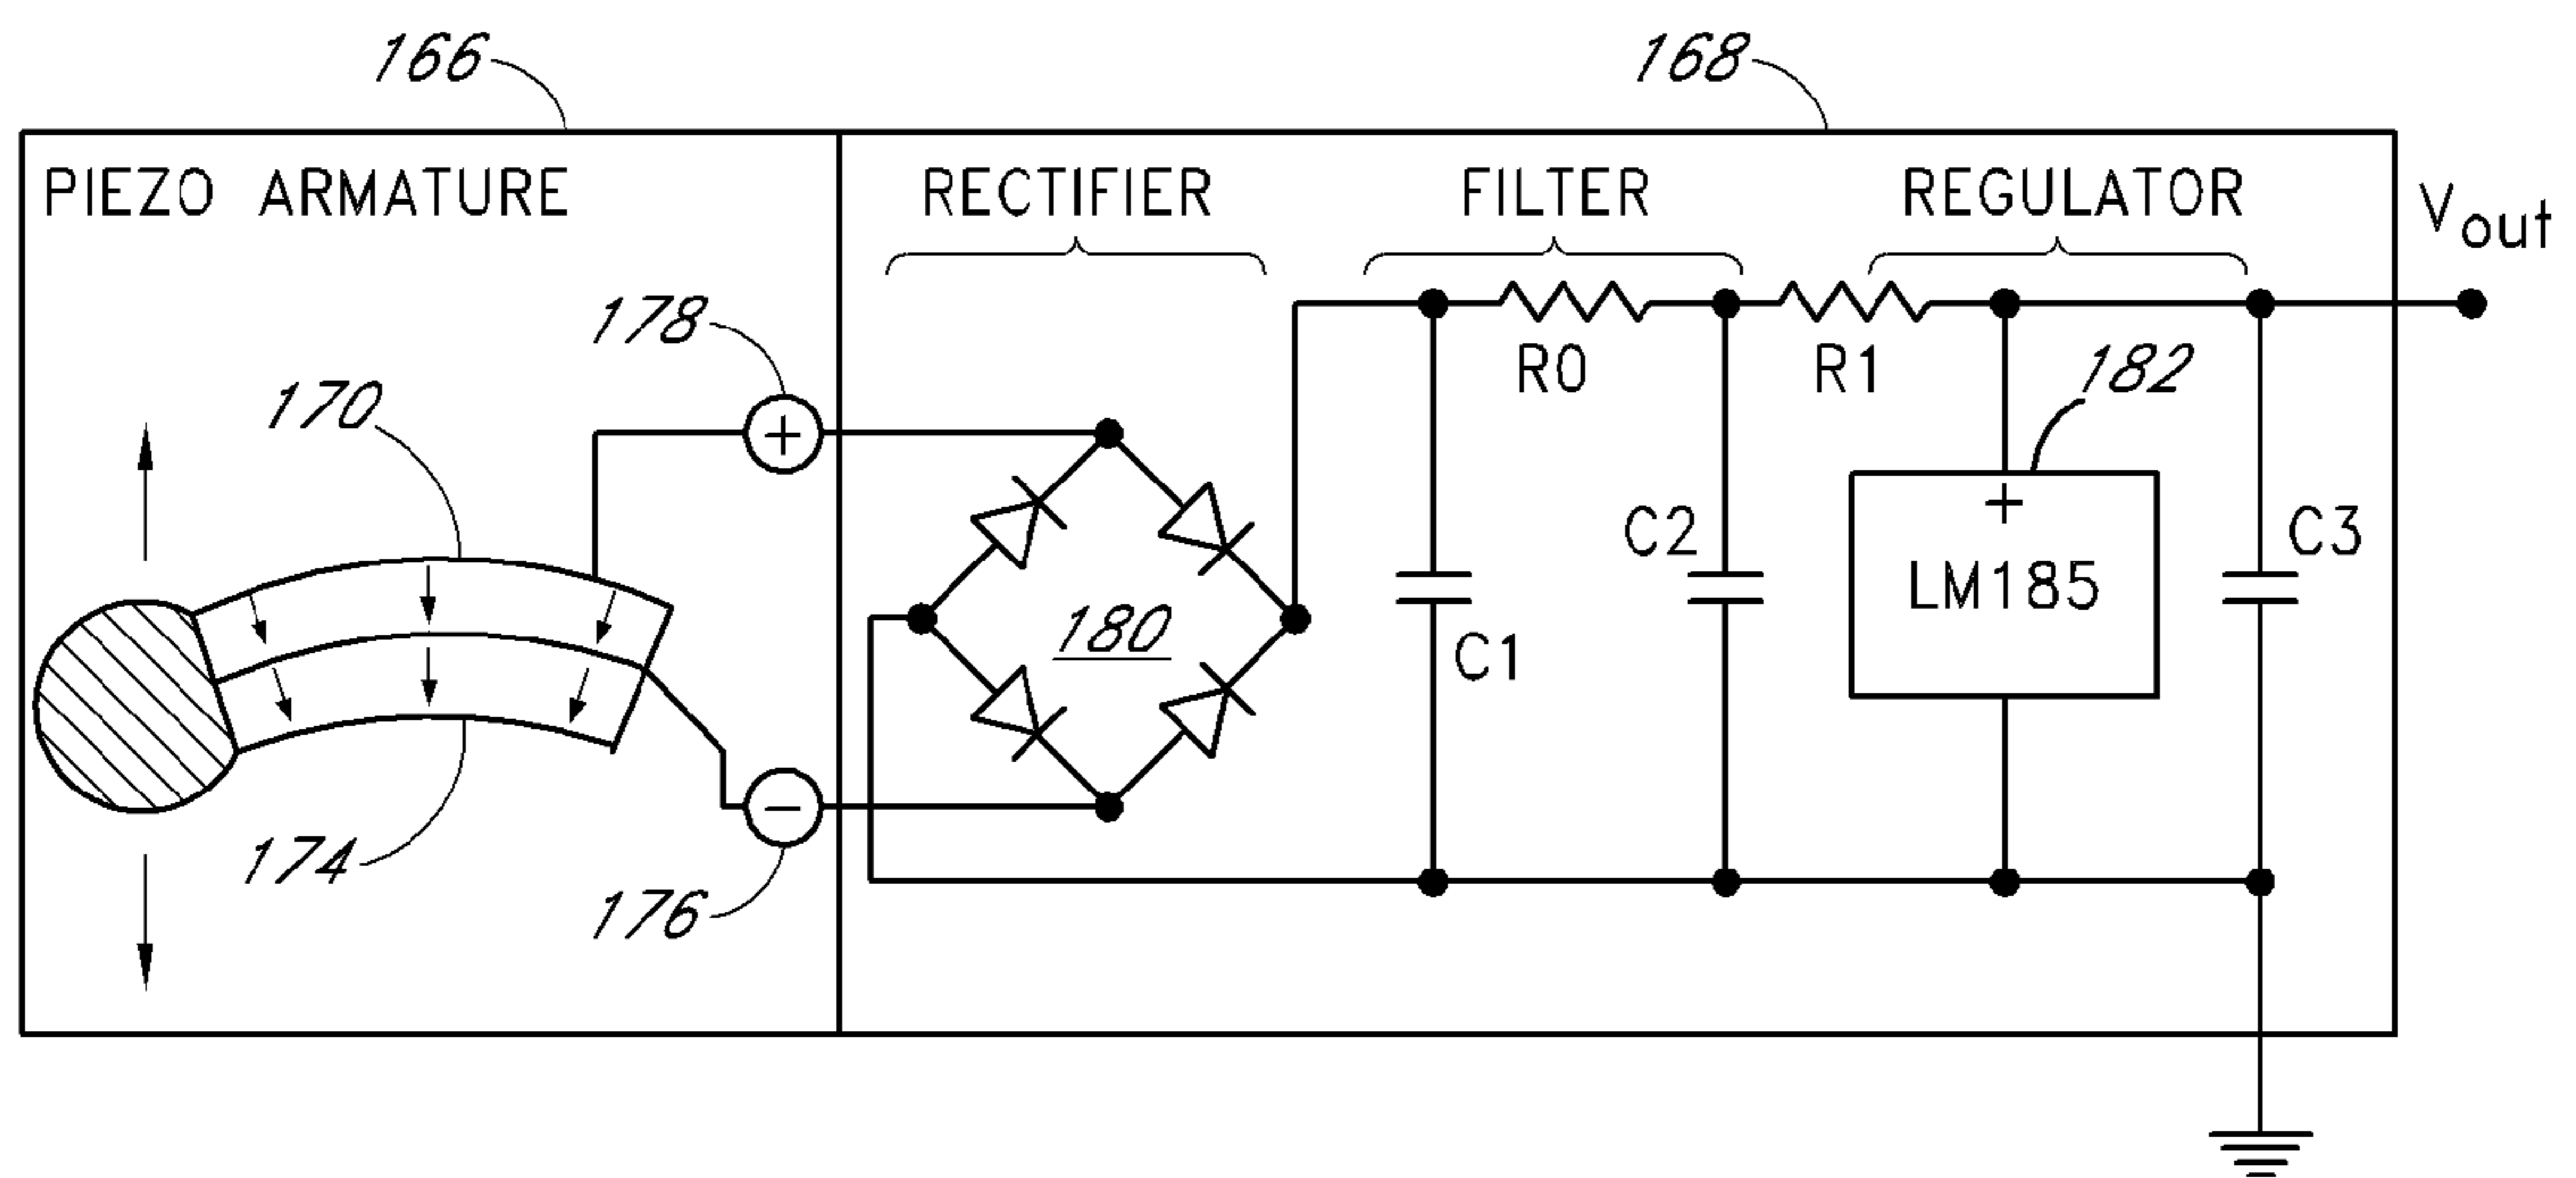 166
168
PIEZO ARMATURE
RECTIFIER
FILTER
REGULATOR
Vout
178
170
+
R0
R1
182
+
C2
C3
LM185
180
C1
174
−
176